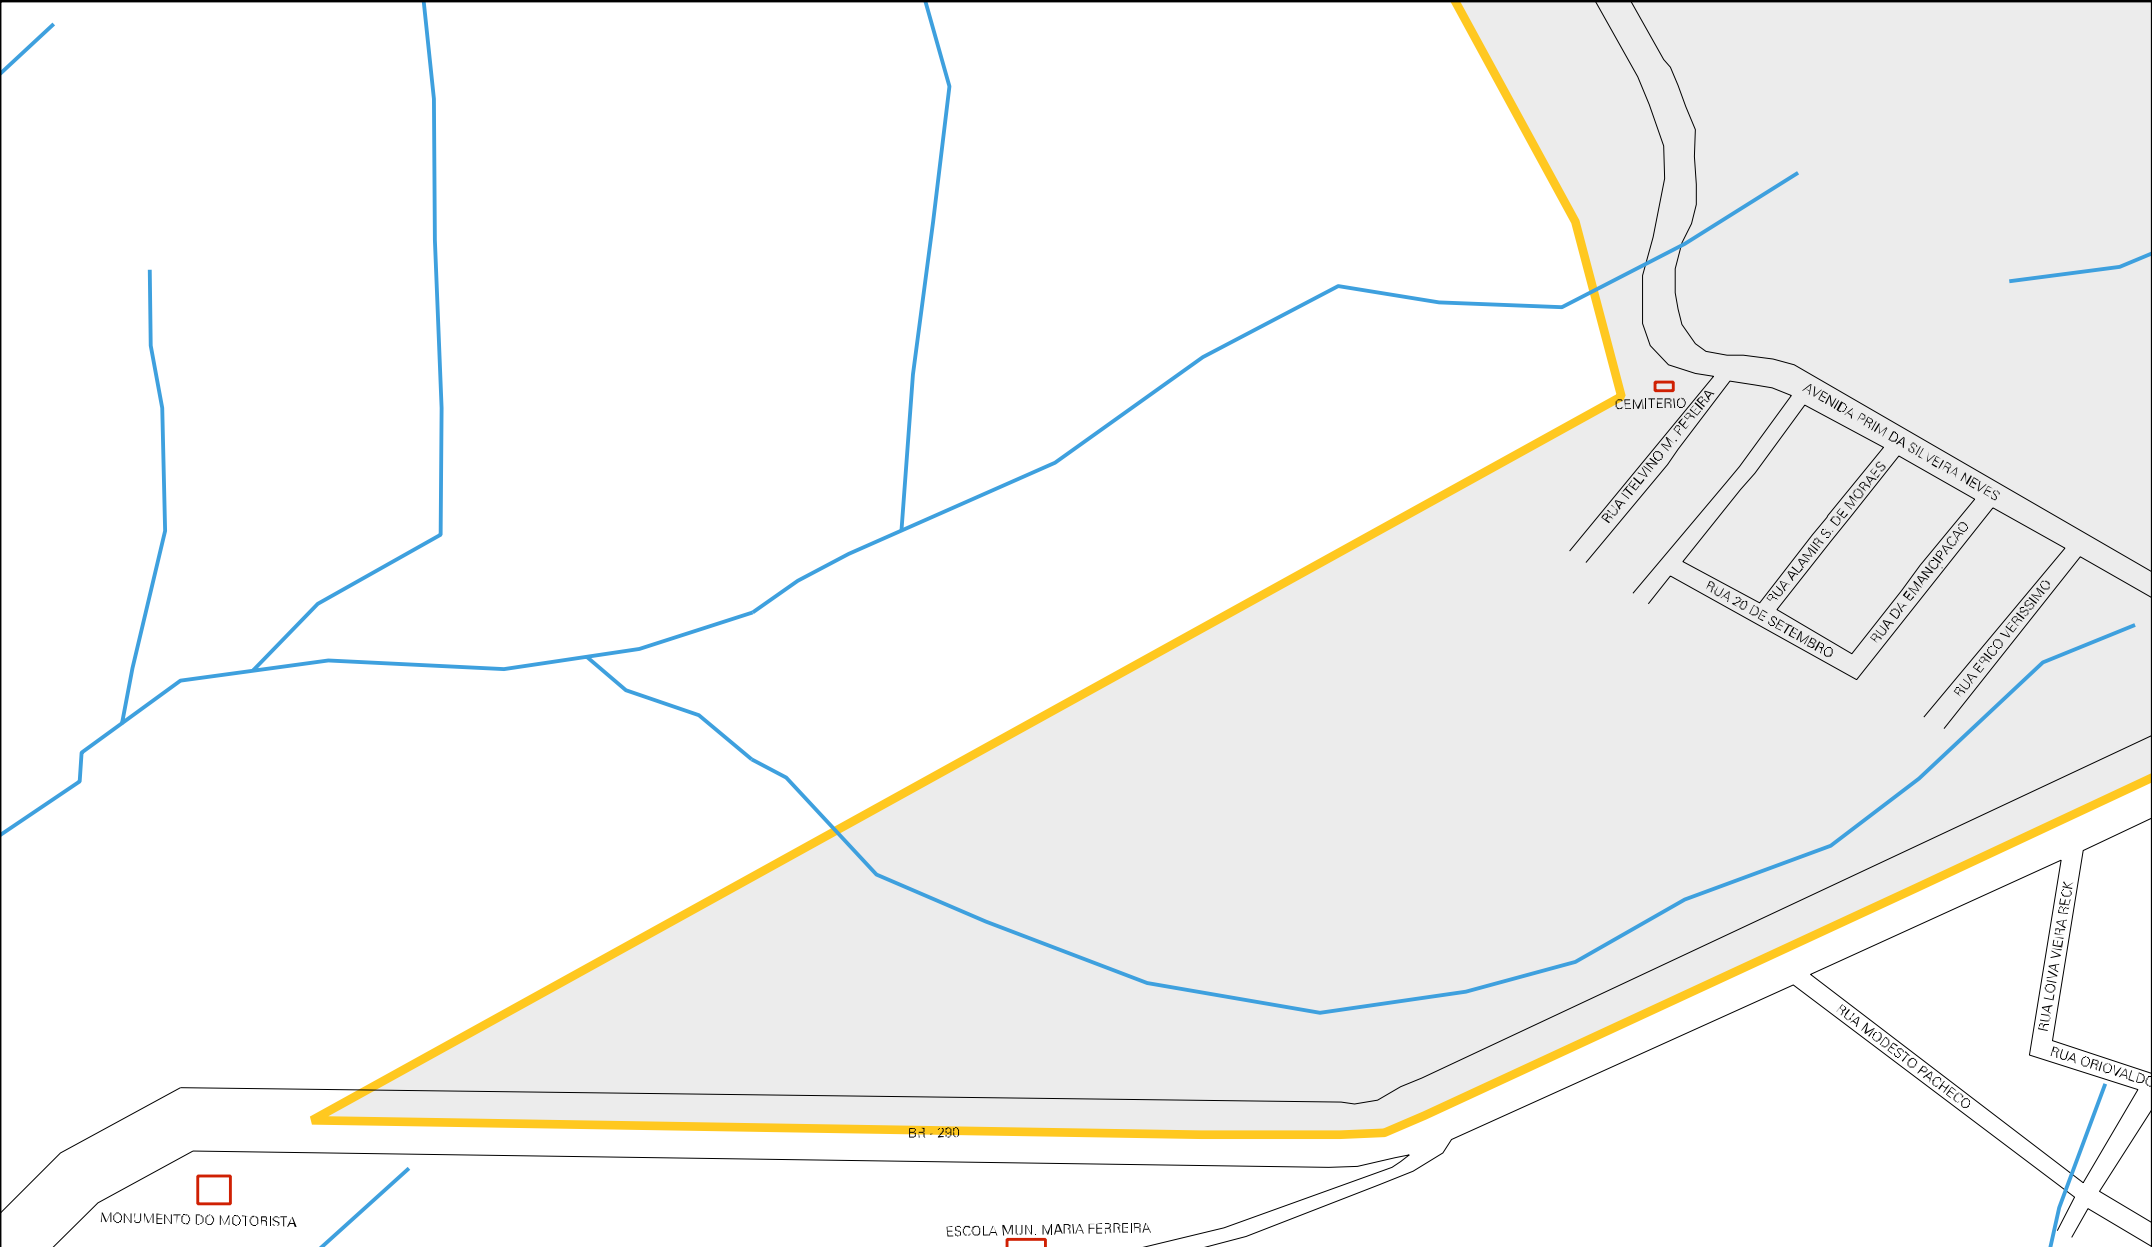 AVENIDA PRIM DA SILVEIRA NEVES
CEMITERIO
RUA ITELVINO M. PEREIRA
RUA ALAMIR S. DE MORAES
RUA DA EMANCIPACAO
RUA 20 DE SETEMBRO
RUA ERICO VERISSIMO
RUA LOIVA VIEIRA RECK
RUA MODESTO PACHECO
RUA ORIOVALDO
BR - 290
MONUMENTO DO MOTORISTA
ESCOLA MUN. MARIA FERREIRA